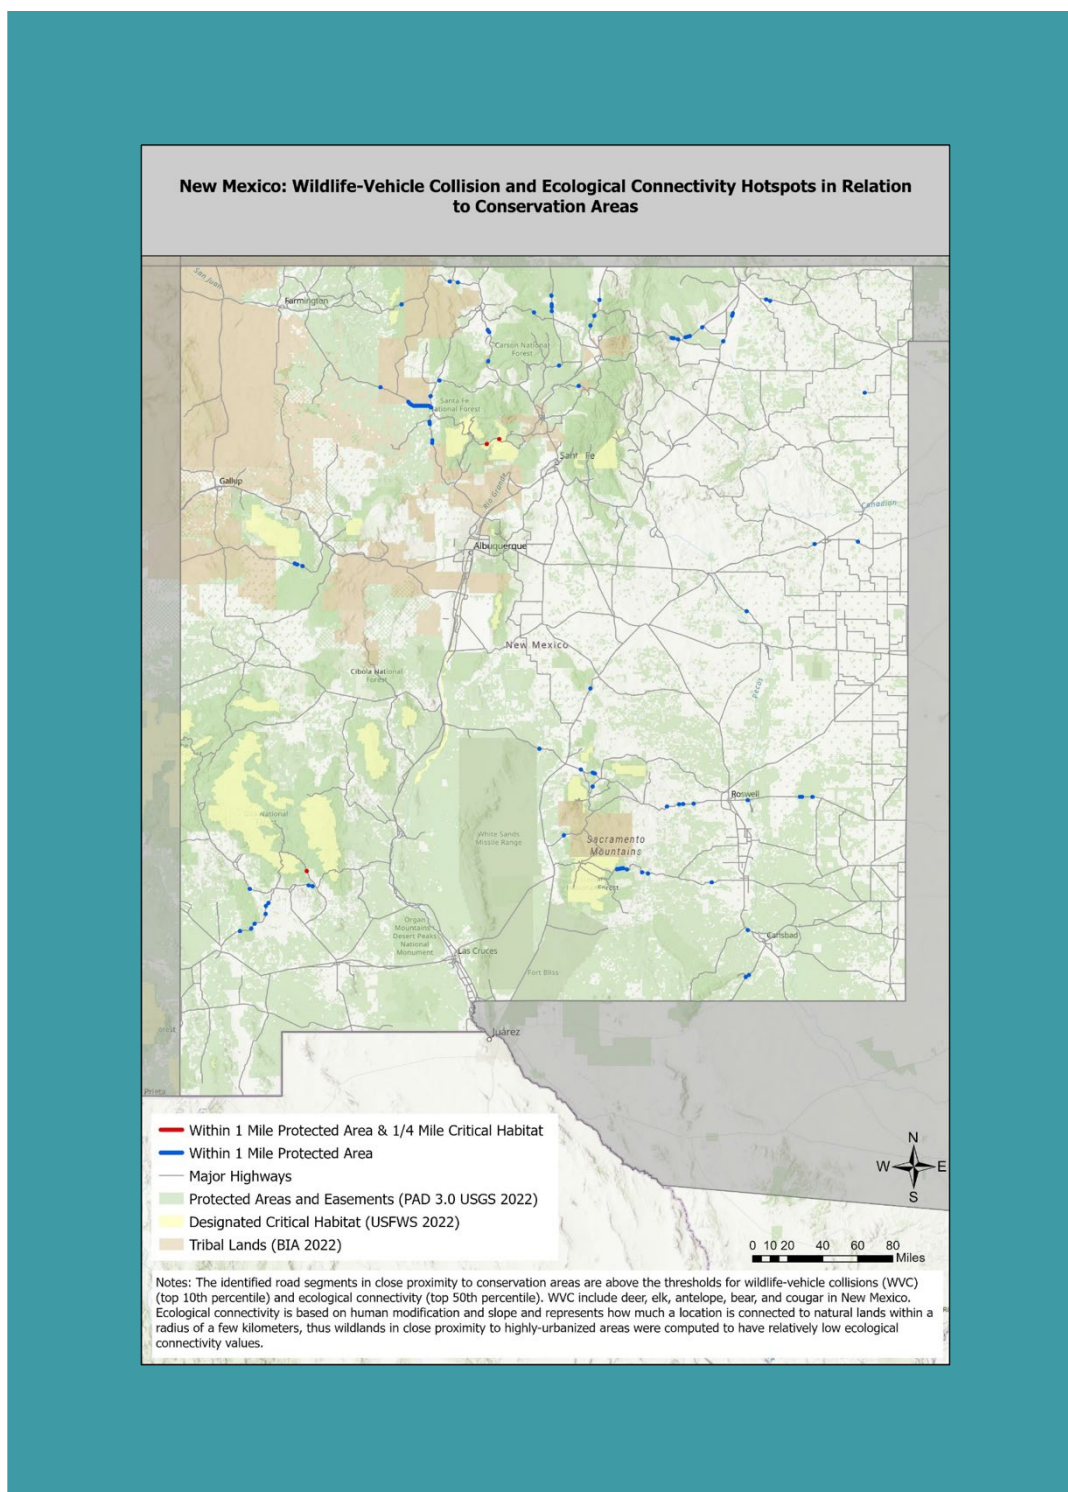 New Mexico: Wildlife-Vehicle Collision and Ecological Connectivity Hotspots in Relation
to Conservation Areas
San Juan
Farmington
Carson National
Forest
Santa Fe
National Forest
Gallup
Rio Grande
Canadian
Albuquerque
New Mexico
Cibola National
Forest
Pecos
Roswell
White Sands
Missile Range
Sacramento
Mountains
Organ
Mountains
Desert Peaks
National
Monument
Las Cruces
Carlsbad
Fort Bliss
Juárez
Within 1 Mile Protected Area & 1/4 Mile Critical Habitat
Within 1 Mile Protected Area
Major Highways
Protected Areas and Easements (PAD 3.0 USGS 2022)
Designated Critical Habitat (USFWS 2022)
Tribal Lands (BIA 2022)
N
W E
S
0 10 20 40 60 80
Miles
Notes: The identified road segments in close proximity to conservation areas are above the thresholds for wildlife-vehicle collisions (WVC)
(top 10th percentile) and ecological connectivity (top 50th percentile). WVC include deer, elk, antelope, bear, and cougar in New Mexico.
Ecological connectivity is based on human modification and slope and represents how much a location is connected to natural lands within a
radius of a few kilometers, thus wildlands in close proximity to highly-urbanized areas were computed to have relatively low ecological
connectivity values.